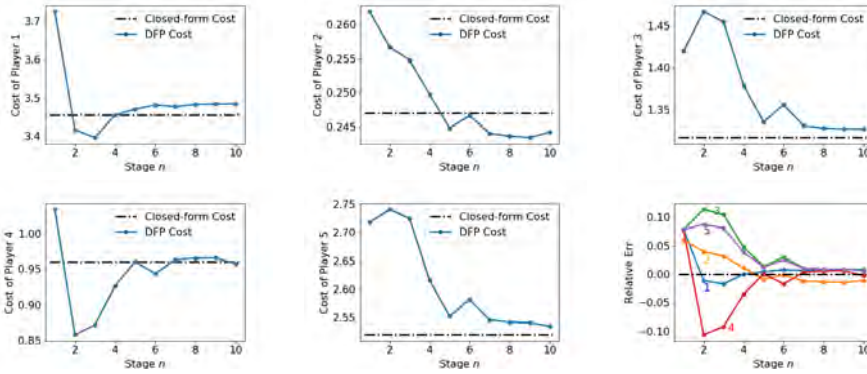 Cost of Player 1
3.7
3.6
3.5
3.4
Closed-form Cost
DFP Cost
2 4 6 8 10
Stage n
Cost of Player 2
0.260
0.255
0.250
0.245
Closed-form Cost
DFP Cost
2 4 6 8 10
Stage n
Cost of Player 3
1.45
1.40
1.35
Closed-form Cost
DFP Cost
2 4 6 8 10
Stage n
Cost of Player 4
1.00
0.95
0.90
0.85
Closed-form Cost
DFP Cost
2 4 6 8 10
Stage n
Cost of Player 5
2.75
2.70
2.65
2.60
2.55
Closed-form Cost
DFP Cost
2 4 6 8 10
Stage n
Relative Err
0.10
0.05
0.00
−0.05
−0.10
3
5
2
1
4
2 4 6 8 10
Stage n